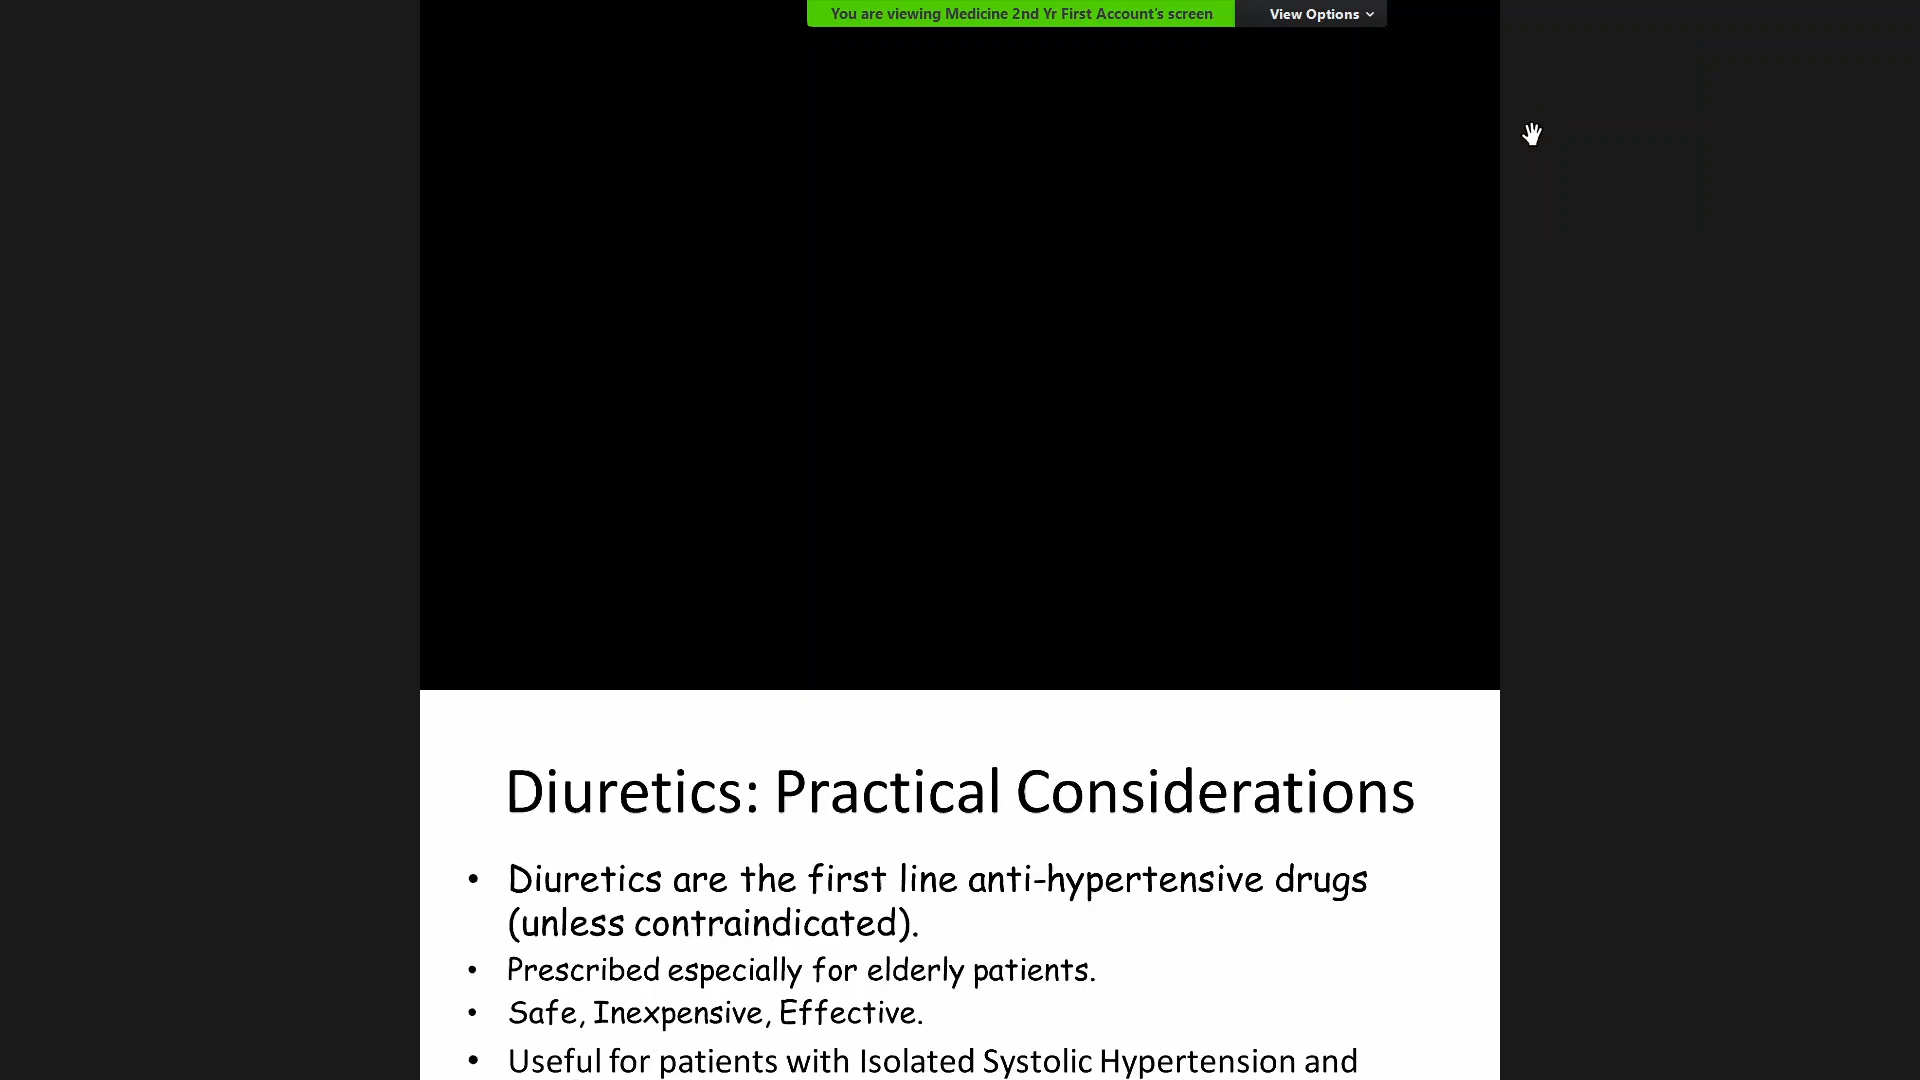 You are viewing Medicine 2nd Yr First Account's screen
View Options
Diuretics: Practical Considerations
• Diuretics are the first line anti-hypertensive drugs
(unless contraindicated).
• Prescribed especially for elderly patients.
• Safe, Inexpensive, Effective.
• Useful for patients with Isolated Systolic Hypertension and